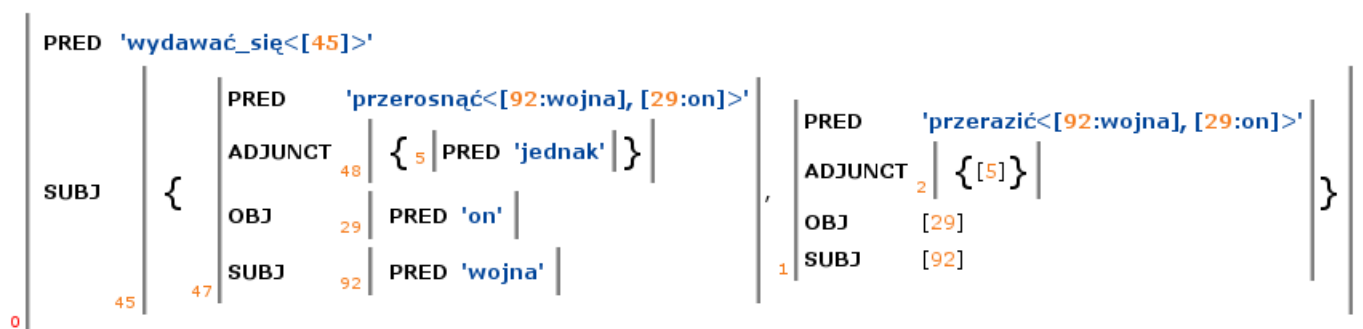 PRED 'wydawać_się<[45]>'
PRED 'przerosnąć<[92:wojna], [29:on]>'
PRED 'przerazić<[92:wojna], [29:on]>'
ADJUNCT 48 { 5 PRED 'jednak' }
ADJUNCT 2 {[5]}
SUBJ 45 { 47 , 1 }
OBJ 29 PRED 'on'
OBJ [29]
SUBJ 92 PRED 'wojna'
SUBJ [92]
0